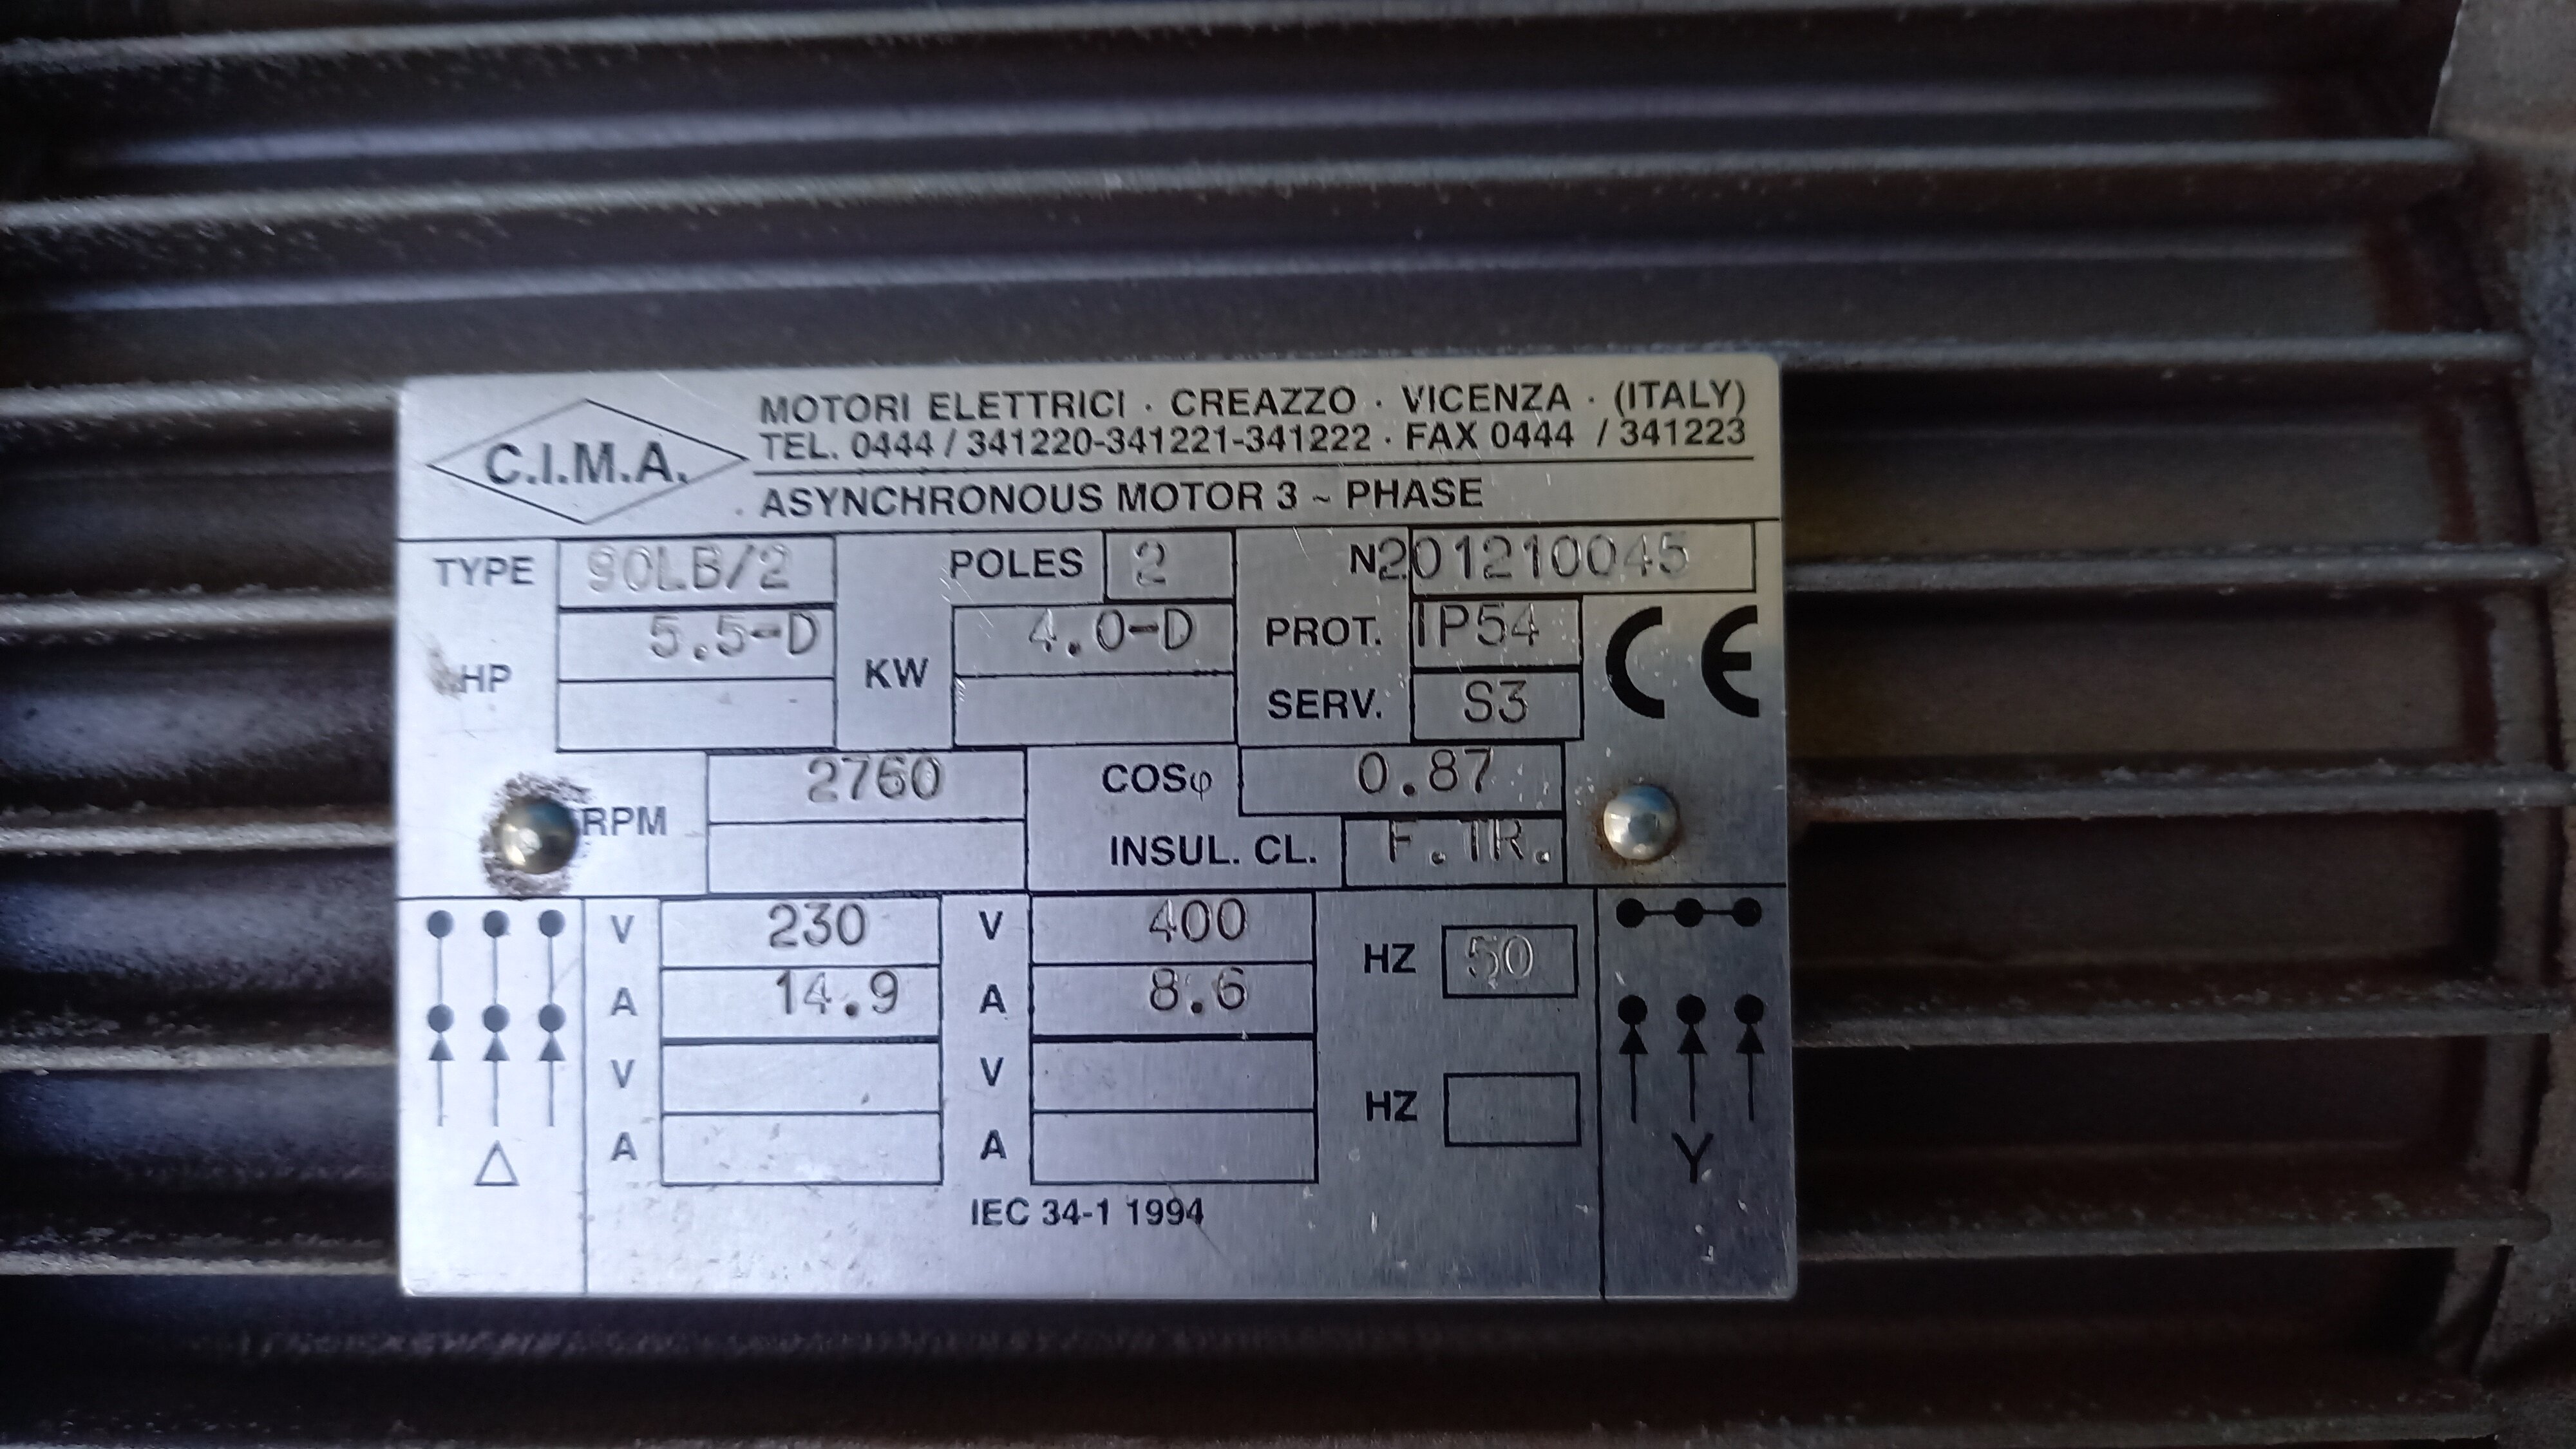 C.I.M.A.
MOTORI ELETTRICI · CREAZZO · VICENZA · (ITALY)
TEL. 0444 / 341220-341221-341222 · FAX 0444 / 341223
ASYNCHRONOUS MOTOR 3 ~ PHASE
TYPE 90LB/2 POLES 2 N201210045
HP 5.5-D KW 4.0-D PROT. IP54 CE
SERV. S3
RPM 2760 COSφ 0.87
INSUL. CL. F.TR.
V 230 V 400 HZ 50
A 14.9 A 8.6
V V HZ
A A
Δ Y
IEC 34-1 1994